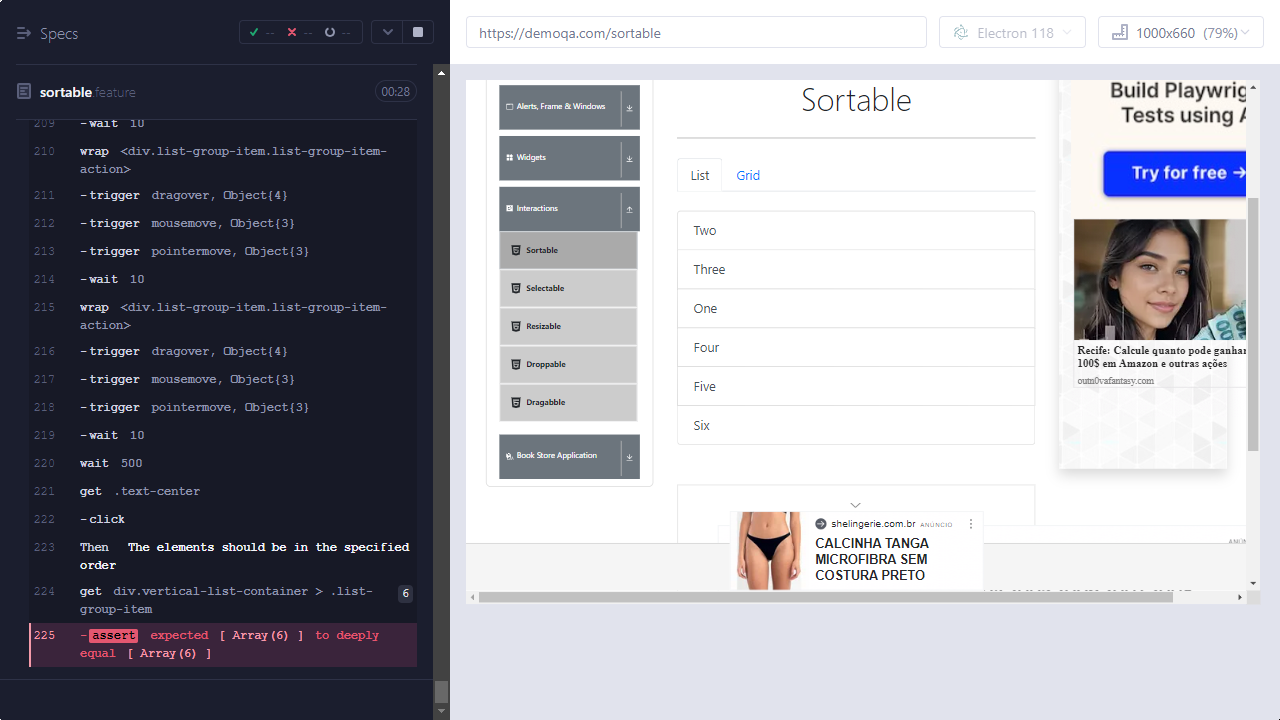 Specs
-- -- --
sortable.feature
00:28
209 -wait 10
210 wrap <div.list-group-item.list-group-item-
action>
211 -trigger dragover, Object{4}
212 -trigger mousemove, Object{3}
213 -trigger pointermove, Object{3}
214 -wait 10
215 wrap <div.list-group-item.list-group-item-
action>
216 -trigger dragover, Object{4}
217 -trigger mousemove, Object{3}
218 -trigger pointermove, Object{3}
219 -wait 10
220 wait 500
221 get .text-center
222 -click
223 Then The elements should be in the specified
order
224 get div.vertical-list-container > .list-
group-item
6
225 -assert expected [ Array(6) ] to deeply
equal [ Array(6) ]
https://demoqa.com/sortable
Electron 118
1000x660 (79%)
Alerts, Frame & Windows
Widgets
Interactions
Sortable
Selectable
Resizable
Droppable
Dragabble
Book Store Application
Sortable
List Grid
Two
Three
One
Four
Five
Six
Build Playwrig
Tests using A
Try for free →
Recife: Calcule quanto pode ganhar
100$ em Amazon e outras ações
outn0vafantasy.com
shelingerie.com.br ANÚNCIO
CALCINHA TANGA
MICROFIBRA SEM
COSTURA PRETO